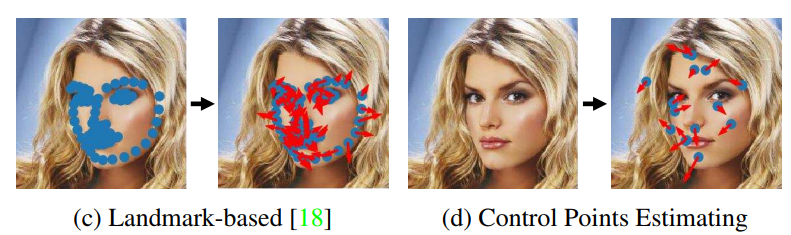 (c) Landmark-based [18]
(d) Control Points Estimating